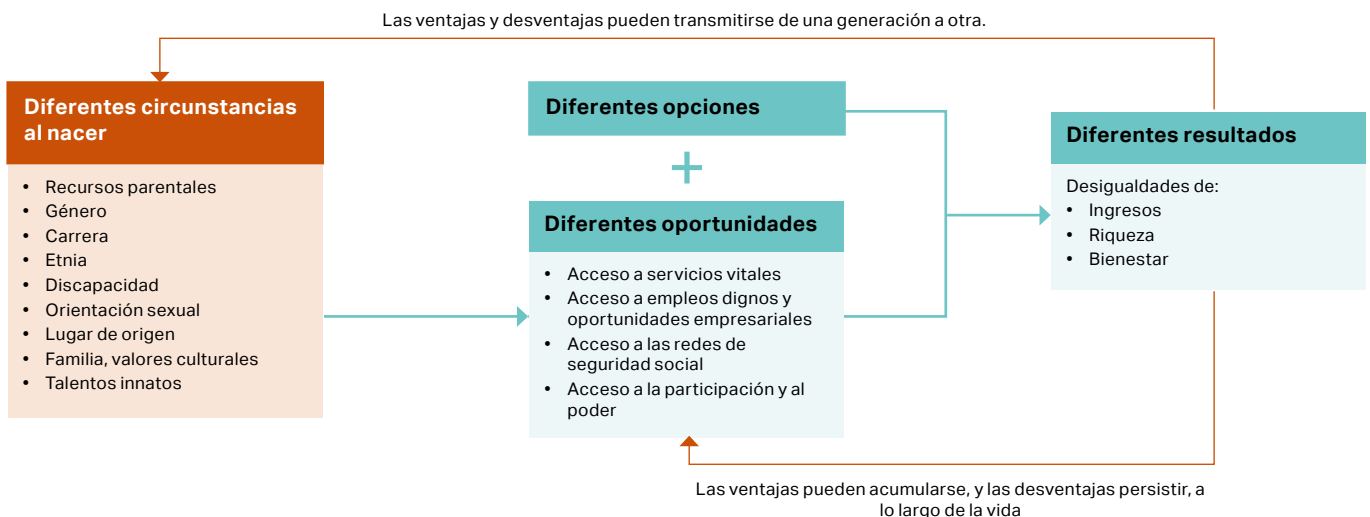 Las ventajas y desventajas pueden transmitirse de una generación a otra.
Diferentes circunstancias
al nacer
• Recursos parentales
• Género
• Carrera
• Etnia
• Discapacidad
• Orientación sexual
• Lugar de origen
• Familia, valores culturales
• Talentos innatos
Diferentes opciones
+
Diferentes oportunidades
• Acceso a servicios vitales
• Acceso a empleos dignos y
oportunidades empresariales
• Acceso a las redes de
seguridad social
• Acceso a la participación y al
poder
Diferentes resultados
Desigualdades de:
• Ingresos
• Riqueza
• Bienestar
Las ventajas pueden acumularse, y las desventajas persistir, a
lo largo de la vida